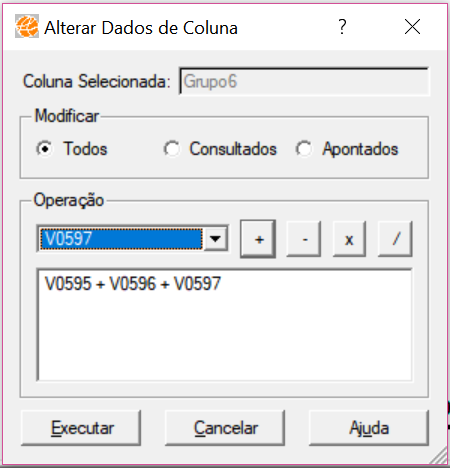 Alterar Dados de Coluna ?
Coluna Selecionada: Grupo6
Modificar
Todos Consultados Apontados
Operação
V0597 + - x /
V0595 + V0596 + V0597
Executar Cancelar Ajuda